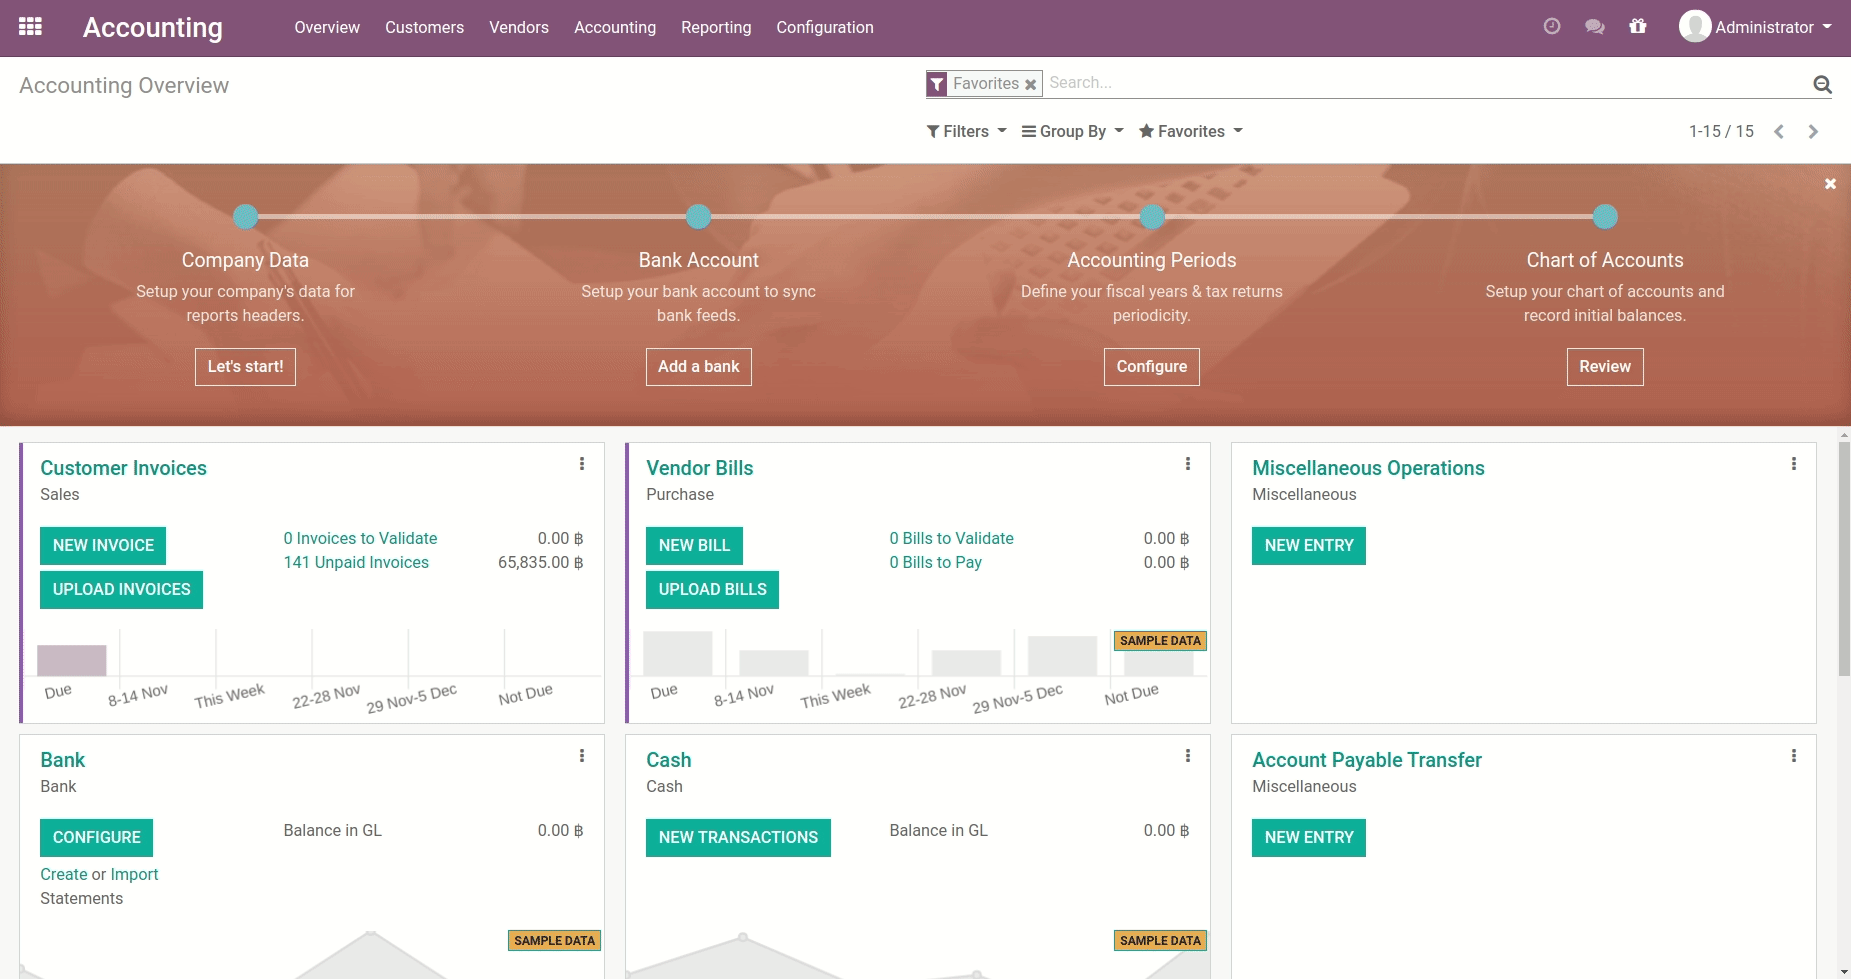 Accounting
Overview Customers Vendors Accounting Reporting Configuration
Administrator
Accounting Overview
Favorites Search...
Filters Group By Favorites
1-15 / 15
Company Data
Setup your company's data for
reports headers.
Let's start!
Bank Account
Setup your bank account to sync
bank feeds.
Add a bank
Accounting Periods
Define your fiscal years & tax returns
periodicity.
Configure
Chart of Accounts
Setup your chart of accounts and
record initial balances.
Review
Customer Invoices
Sales
NEW INVOICE
UPLOAD INVOICES
0 Invoices to Validate 0.00 ฿
141 Unpaid Invoices 65,835.00 ฿
Due 8-14 Nov This Week 22-28 Nov 29 Nov-5 Dec Not Due
Vendor Bills
Purchase
NEW BILL
UPLOAD BILLS
0 Bills to Validate 0.00 ฿
0 Bills to Pay 0.00 ฿
SAMPLE DATA
Due 8-14 Nov This Week 22-28 Nov 29 Nov-5 Dec Not Due
Miscellaneous Operations
Miscellaneous
NEW ENTRY
Bank
Bank
CONFIGURE
Create or Import
Statements
Balance in GL 0.00 ฿
SAMPLE DATA
Cash
Cash
NEW TRANSACTIONS
Balance in GL 0.00 ฿
SAMPLE DATA
Account Payable Transfer
Miscellaneous
NEW ENTRY